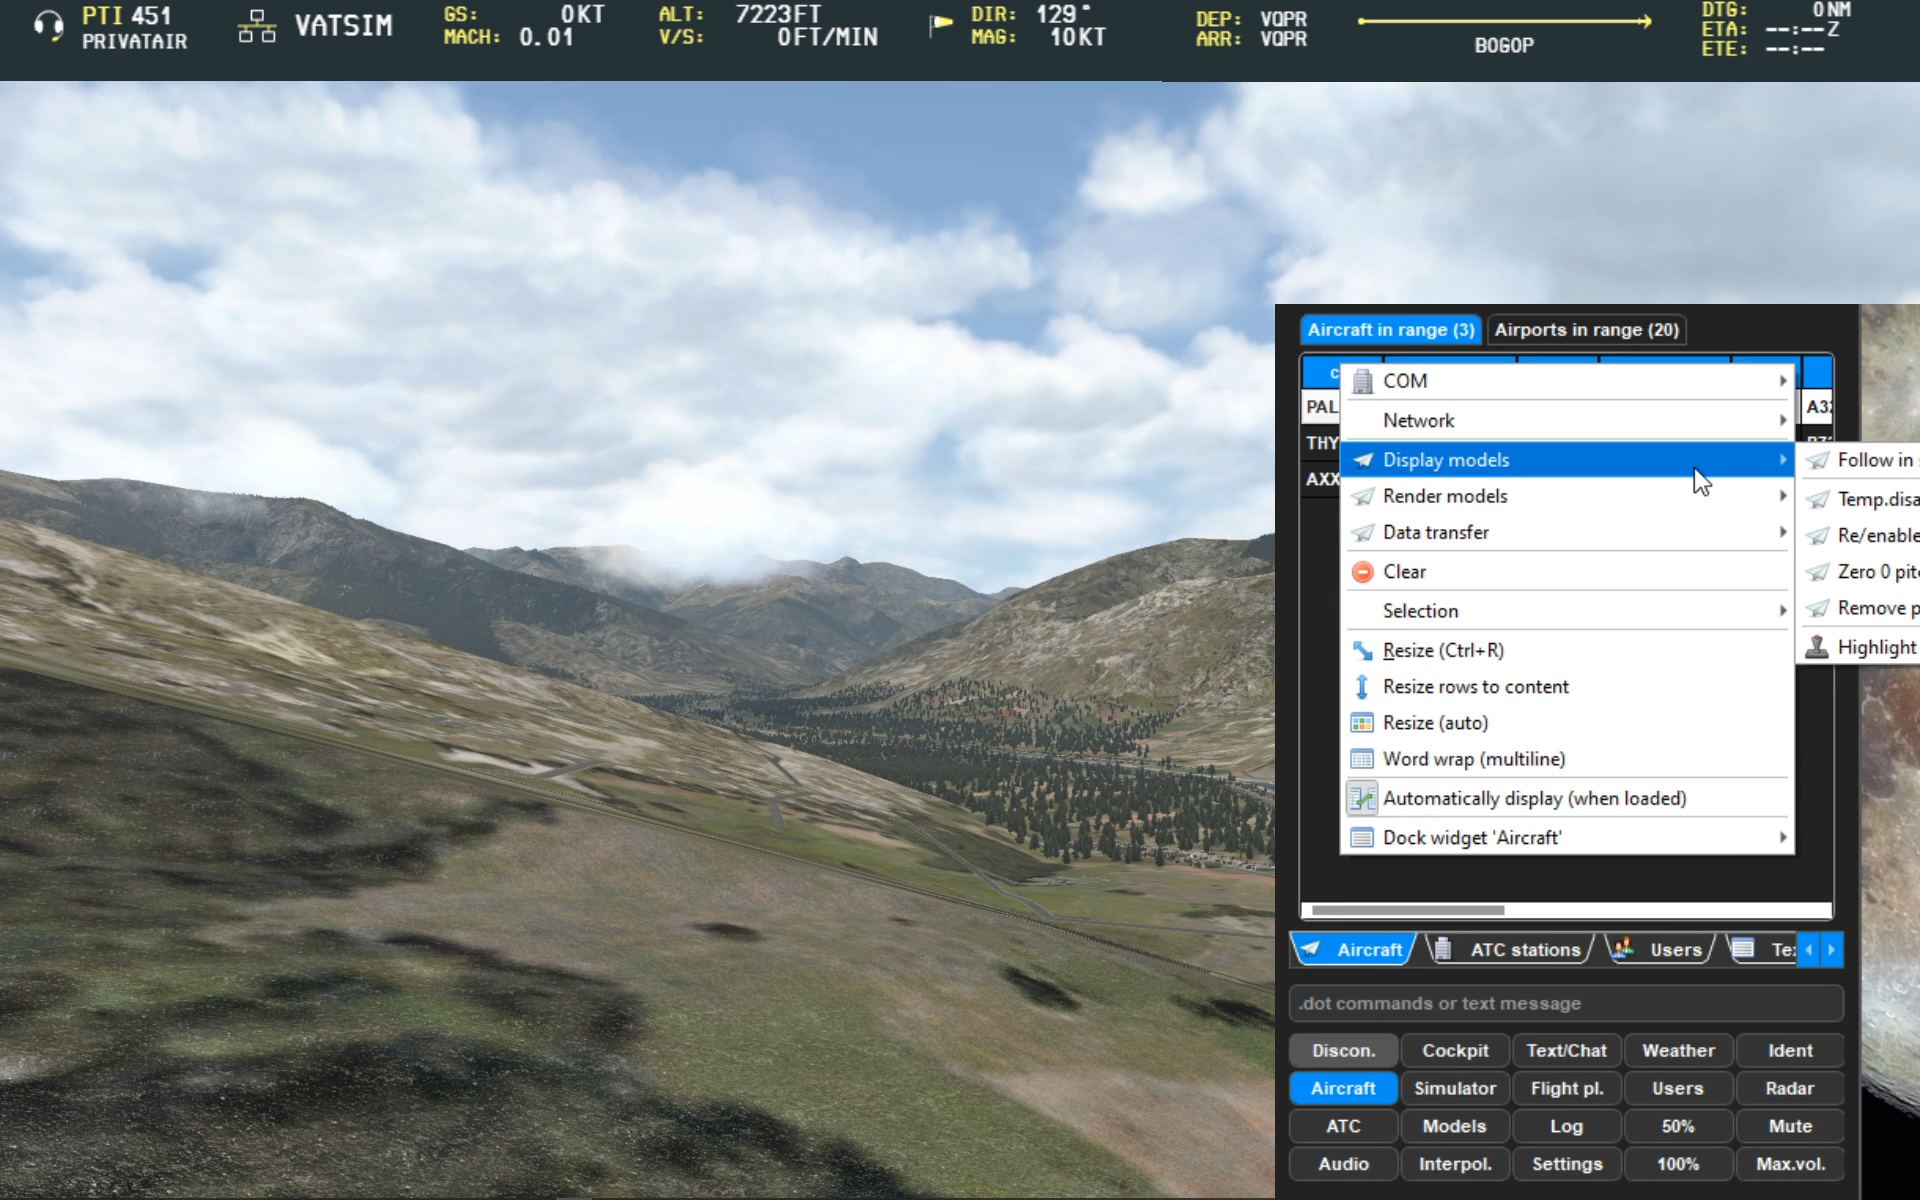 PTI 451
PRIVATAIR
VATSIM
GS: 0KT
MACH: 0.01
ALT: 7223FT
V/S: 0FT/MIN
DIR: 129°
MAG: 10KT
DEP: VQPR
ARR: VQPR
BOGOP
DTG: 0NM
ETA: --:--Z
ETE: --:--
Aircraft in range (3)
Airports in range (20)
PAL
THY
AXX
COM
Network
Display models
Render models
Data transfer
Clear
Selection
Resize (Ctrl+R)
Resize rows to content
Resize (auto)
Word wrap (multiline)
Automatically display (when loaded)
Dock widget 'Aircraft'
Follow in
Temp.disa
Re/enable
Zero 0 pit
Remove p
Highlight
Aircraft
ATC stations
Users
Te
.dot commands or text message
Discon. Cockpit Text/Chat Weather Ident
Aircraft Simulator Flight pl. Users Radar
ATC Models Log 50% Mute
Audio Interpol. Settings 100% Max.vol.